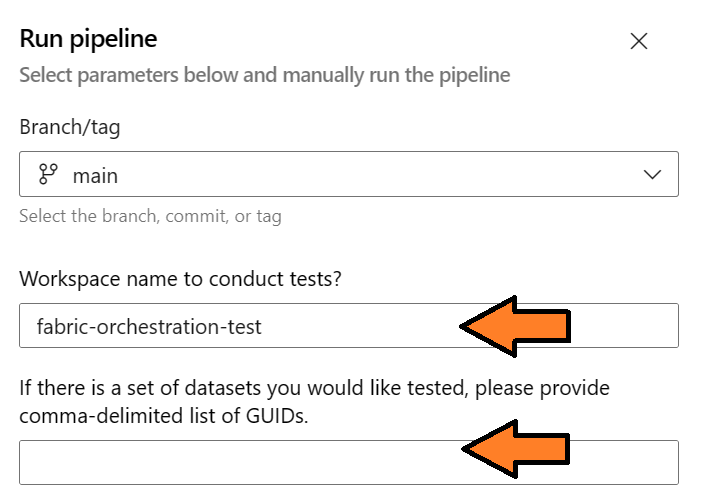 Run pipeline
Select parameters below and manually run the pipeline
Branch/tag
main
Select the branch, commit, or tag
Workspace name to conduct tests?
fabric-orchestration-test
If there is a set of datasets you would like tested, please provide
comma-delimited list of GUIDs.